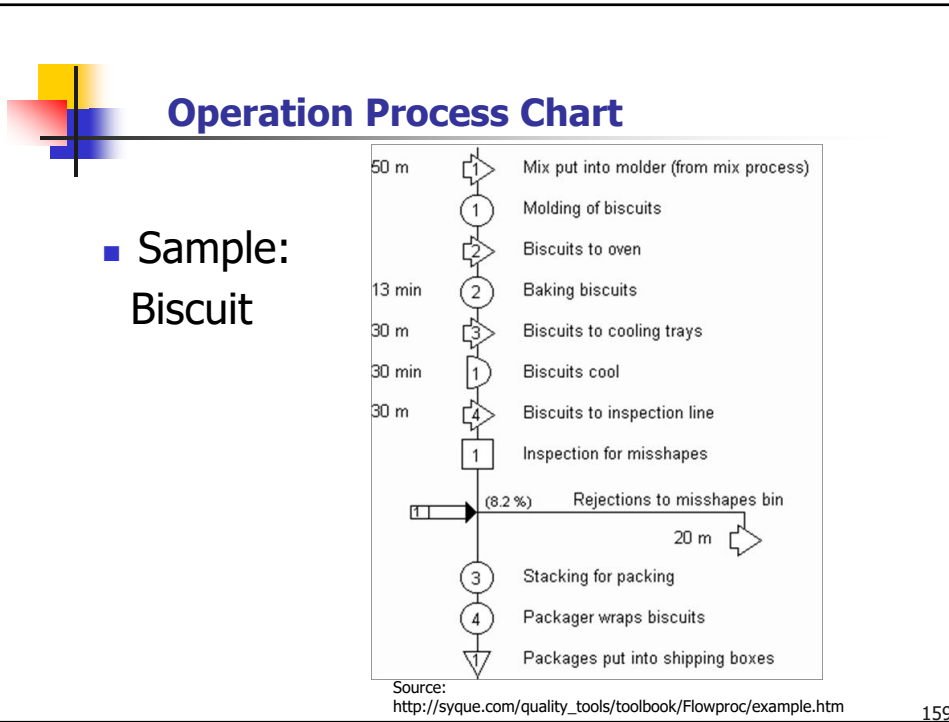 Operation Process Chart
▪ Sample:
Biscuit
50 m 1 Mix put into molder (from mix process)
1 Molding of biscuits
2 Biscuits to oven
13 min 2 Baking biscuits
30 m 3 Biscuits to cooling trays
30 min 1 Biscuits cool
30 m 4 Biscuits to inspection line
1 Inspection for misshapes
1 (8.2 %) Rejections to misshapes bin
20 m
3 Stacking for packing
4 Packager wraps biscuits
1 Packages put into shipping boxes
Source:
http://syque.com/quality_tools/toolbook/Flowproc/example.htm
159